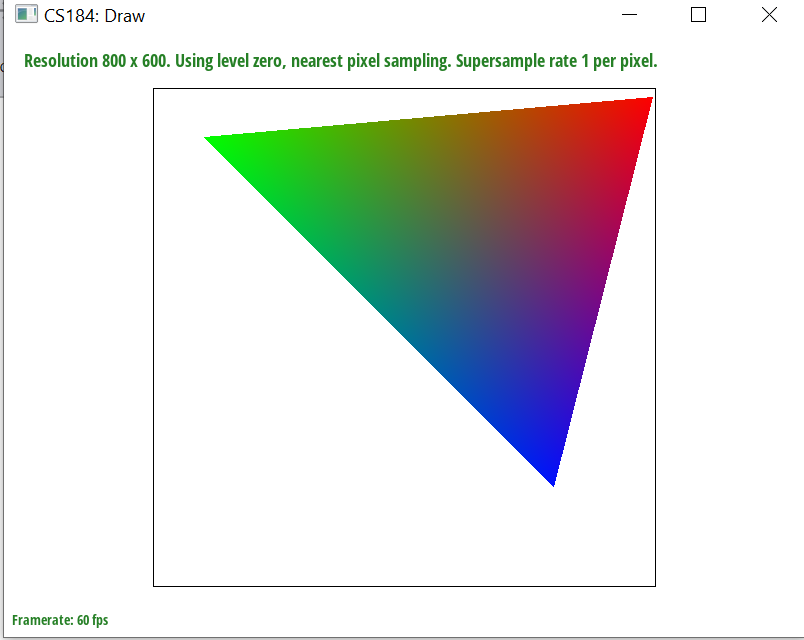 CS184: Draw
Resolution 800 x 600. Using level zero, nearest pixel sampling. Supersample rate 1 per pixel.
Framerate: 60 fps